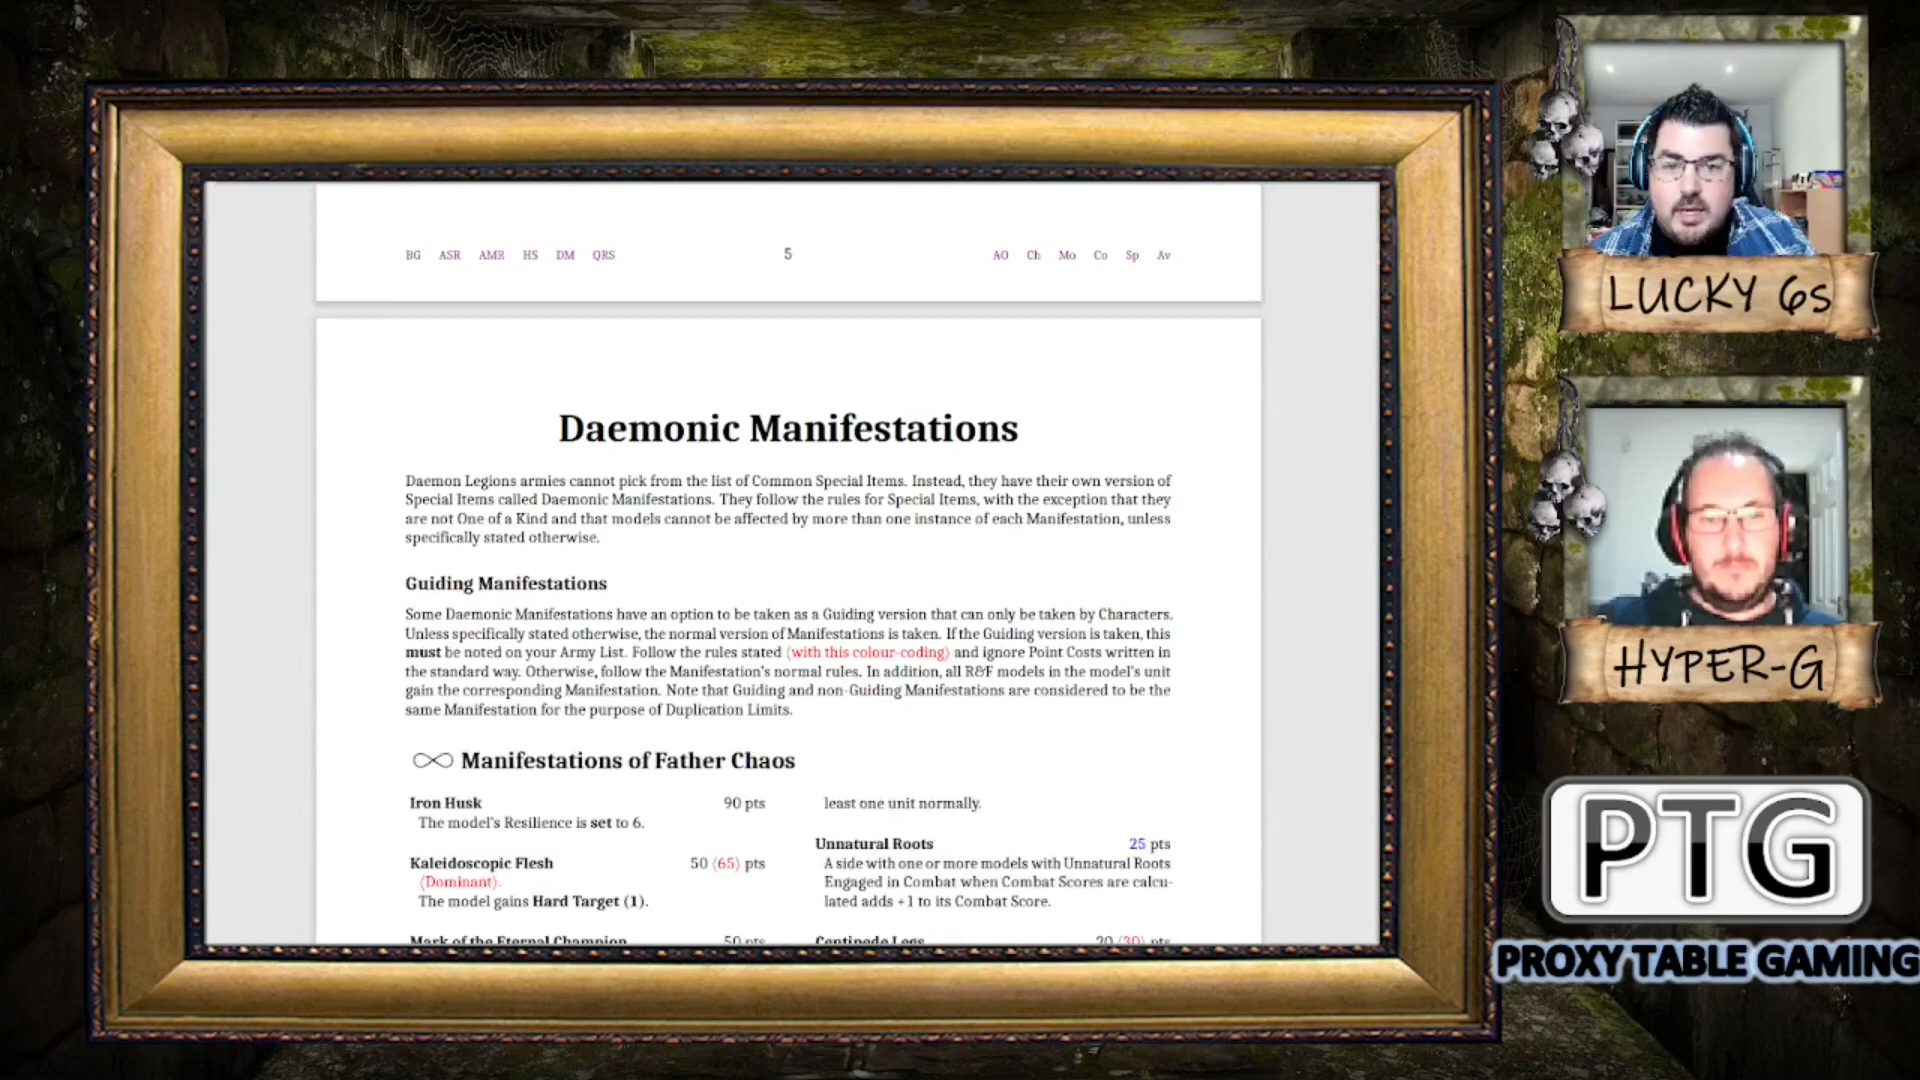 BG ASR AMR HS DM QRS 5 AO Ch Mo Co Sp Av
Daemonic Manifestations
Daemon Legions armies cannot pick from the list of Common Special Items. Instead, they have their own version of
Special Items called Daemonic Manifestations. They follow the rules for Special Items, with the exception that they
are not One of a Kind and that models cannot be affected by more than one instance of each Manifestation, unless
specifically stated otherwise.
Guiding Manifestations
Some Daemonic Manifestations have an option to be taken as a Guiding version that can only be taken by Characters.
Unless specifically stated otherwise, the normal version of Manifestations is taken. If the Guiding version is taken, this
must be noted on your Army List. Follow the rules stated ⟨with this colour-coding⟩ and ignore Point Costs written in
the standard way. Otherwise, follow the Manifestation's normal rules. In addition, all R&F models in the model's unit
gain the corresponding Manifestation. Note that Guiding and non-Guiding Manifestations are considered to be the
same Manifestation for the purpose of Duplication Limits.
Manifestations of Father Chaos
Iron Husk 90 pts
The model's Resilience is set to 6.
Kaleidoscopic Flesh 50 ⟨65⟩ pts
⟨Dominant⟩.
The model gains Hard Target (1).
Mark of the Eternal Champion 50 pts
least one unit normally.
Unnatural Roots 25 pts
A side with one or more models with Unnatural Roots
Engaged in Combat when Combat Scores are calcu-
lated adds +1 to its Combat Score.
Centipede Legs 20 ⟨30⟩ pts
LUCKY 6s
HYPER-G
PTG
PROXY TABLE GAMING